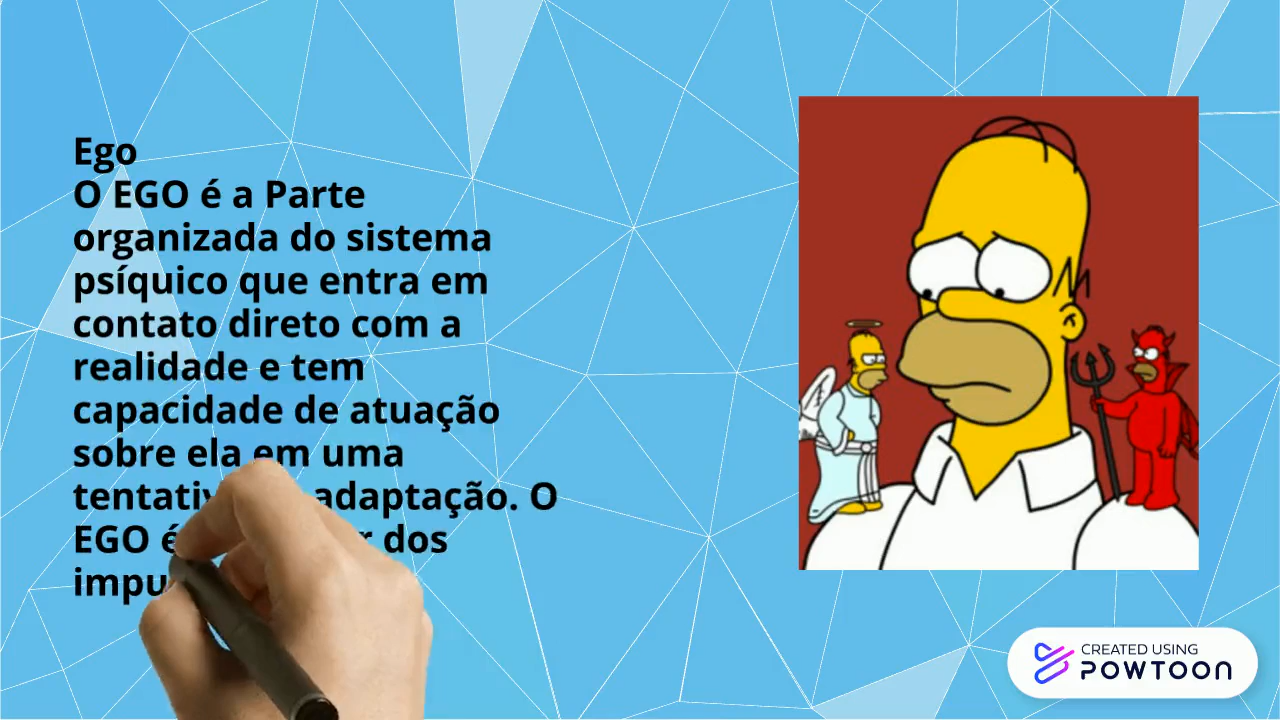 Ego
O EGO é a Parte
organizada do sistema
psíquico que entra em
contato direto com a
realidade e tem
capacidade de atuação
sobre ela em uma
adaptação. O
EGO é dos
CREATED USING
POWTOON